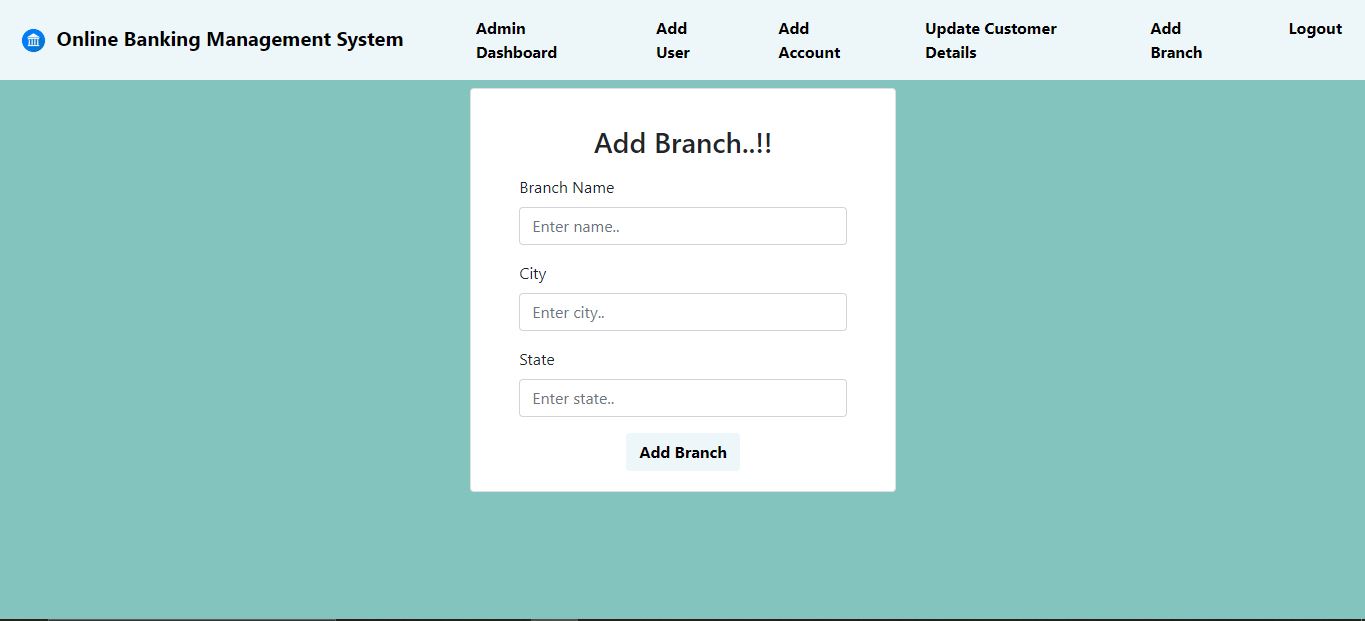 Online Banking Management System
Admin
Dashboard
Add
User
Add
Account
Update Customer
Details
Add
Branch
Logout
Add Branch..!!
Branch Name
Enter name..
City
Enter city..
State
Enter state..
Add Branch